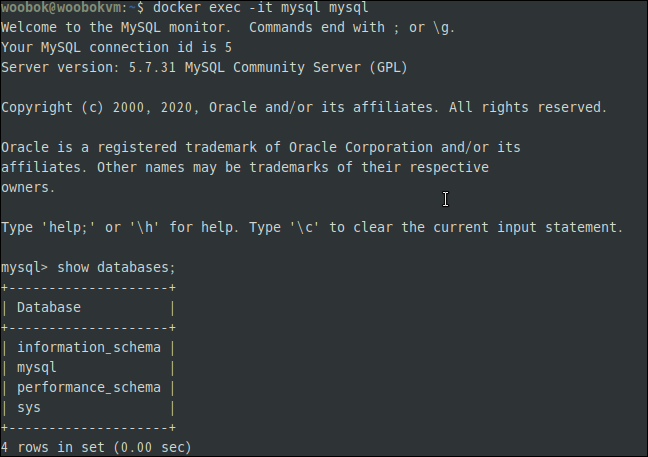 woobok@woobokvm:~$ docker exec -it mysql mysql
Welcome to the MySQL monitor.  Commands end with ; or \g.
Your MySQL connection id is 5
Server version: 5.7.31 MySQL Community Server (GPL)

Copyright (c) 2000, 2020, Oracle and/or its affiliates. All rights reserved.

Oracle is a registered trademark of Oracle Corporation and/or its
affiliates. Other names may be trademarks of their respective
owners.

Type 'help;' or '\h' for help. Type '\c' to clear the current input statement.

mysql> show databases;
+--------------------+
| Database           |
+--------------------+
| information_schema |
| mysql              |
| performance_schema |
| sys                |
+--------------------+
4 rows in set (0.00 sec)